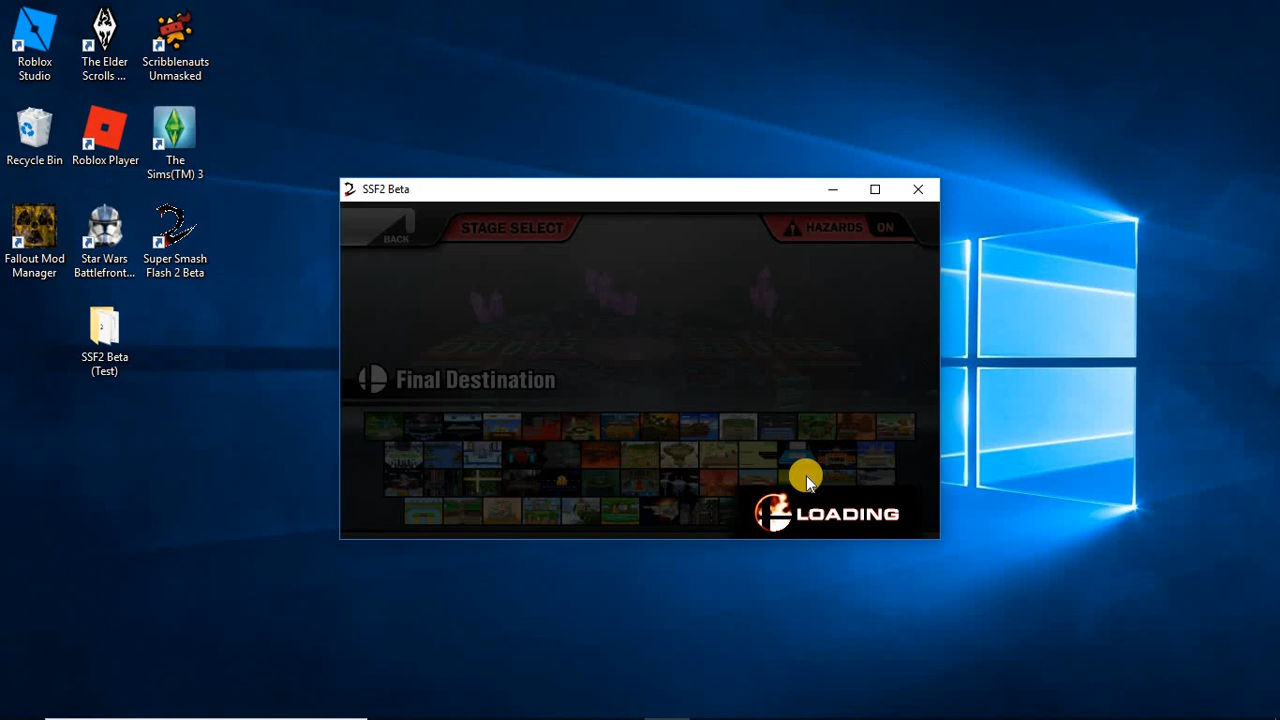 Roblox
Studio
The Elder
Scrolls ...
Scribblenauts
Unmasked
Recycle Bin
Roblox Player
The
Sims(TM) 3
Fallout Mod
Manager
Star Wars
Battlefront...
Super Smash
Flash 2 Beta
SSF2 Beta
(Test)
SSF2 Beta
BACK
STAGE SELECT
HAZARDS ON
Final Destination
LOADING